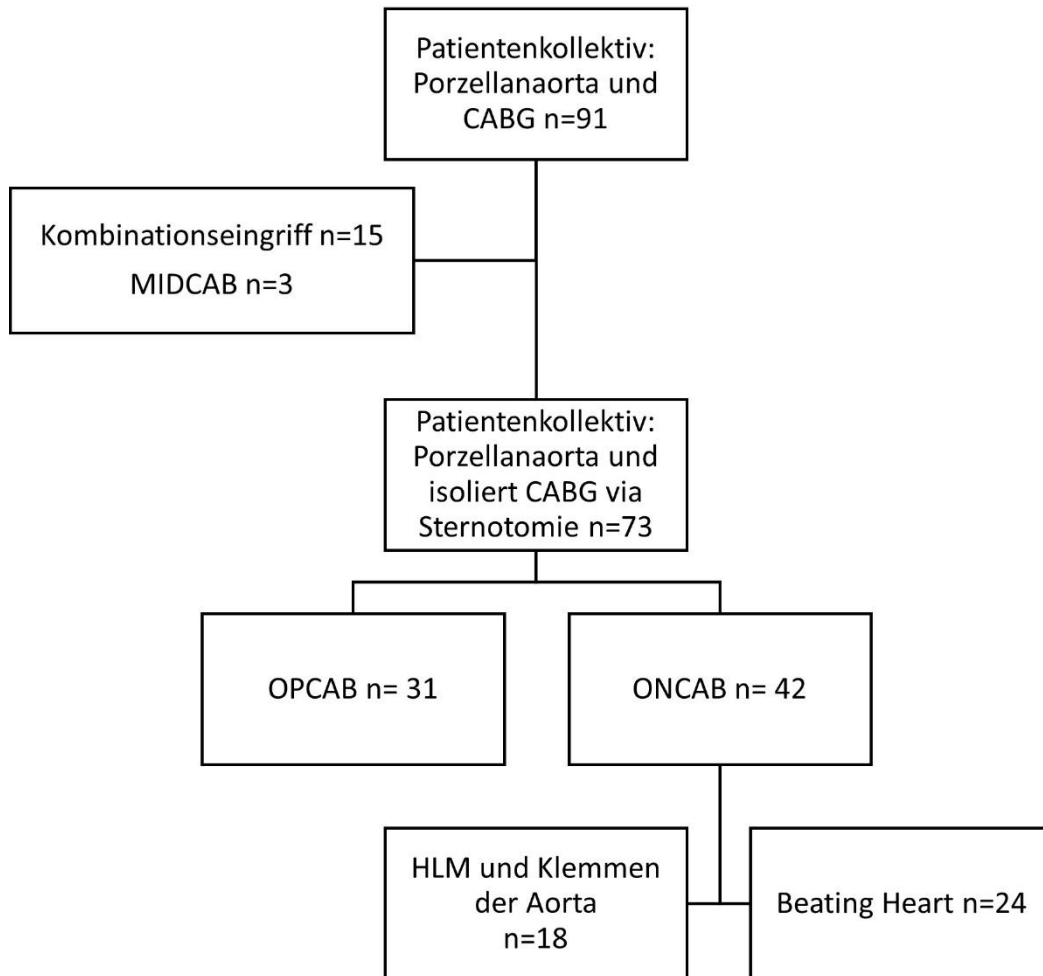 Patientenkollektiv:
Porzellanaorta und
CABG n=91
Kombinationseingriff n=15
MIDCAB n=3
Patientenkollektiv:
Porzellanaorta und
isoliert CABG via
Sternotomie n=73
OPCAB n= 31
ONCAB n= 42
HLM und Klemmen
der Aorta
n=18
Beating Heart n=24